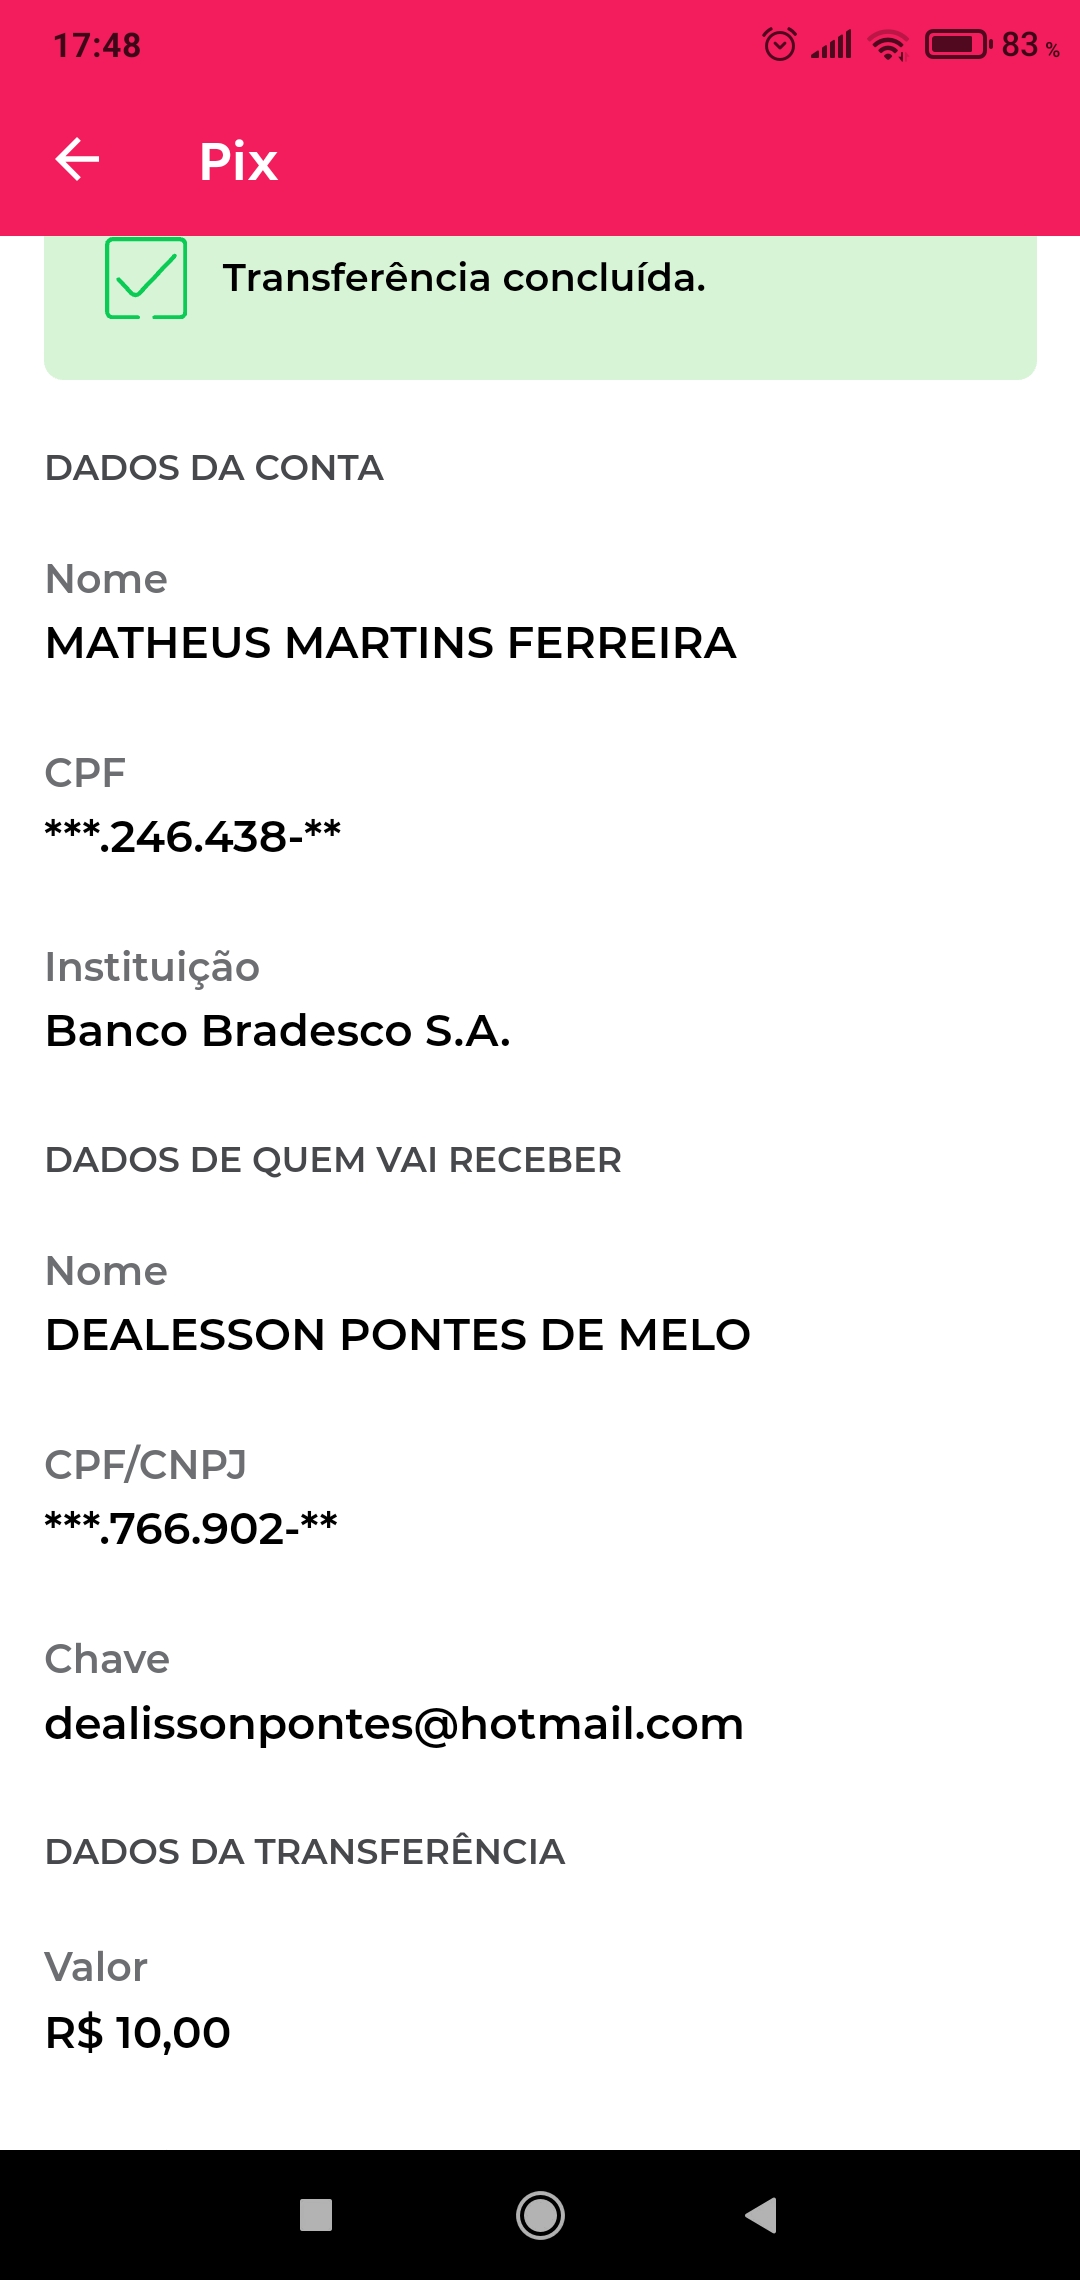 17:48
83 %
Pix
Transferência concluída.
DADOS DA CONTA
Nome
MATHEUS MARTINS FERREIRA
CPF
***.246.438-**
Instituição
Banco Bradesco S.A.
DADOS DE QUEM VAI RECEBER
Nome
DEALESSON PONTES DE MELO
CPF/CNPJ
***.766.902-**
Chave
dealissonpontes@hotmail.com
DADOS DA TRANSFERÊNCIA
Valor
R$ 10,00